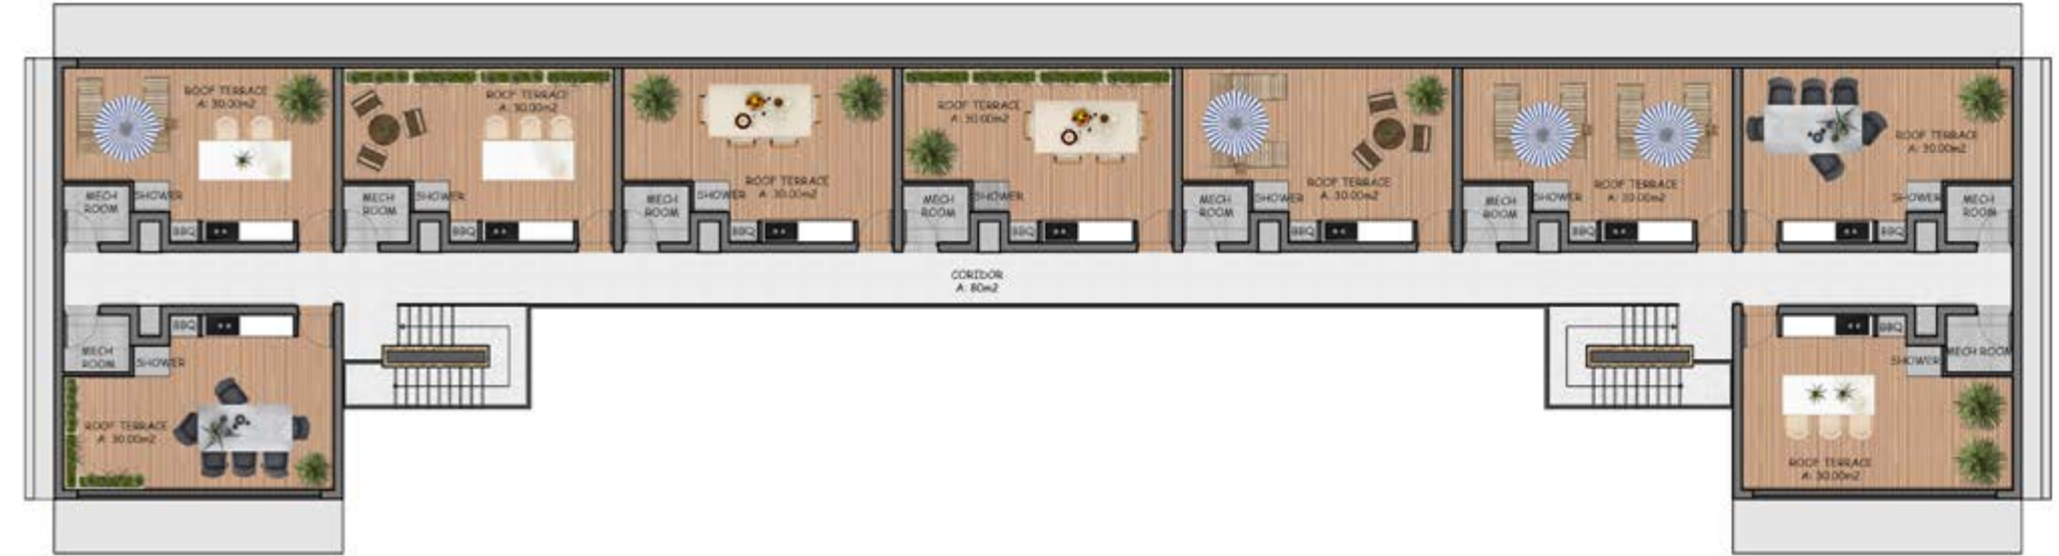 ROOF TERRACE
A: 30.00m2
MECH
ROOM
SHOWER
BBQ
ROOF TERRACE
A: 30.00m2
MECH
ROOM
SHOWER
BBQ
ROOF TERRACE
A: 30.00m2
MECH
ROOM
SHOWER
BBQ
ROOF TERRACE
A: 30.00m2
MECH
ROOM
SHOWER
BBQ
ROOF TERRACE
A: 30.00m2
MECH
ROOM
SHOWER
BBQ
ROOF TERRACE
A: 30.00m2
MECH
ROOM
SHOWER
BBQ
ROOF TERRACE
A: 30.00m2
SHOWER
MECH
ROOM
BBQ
CORIDOR
A: 80m2
BBQ
MECH
ROOM
SHOWER
ROOF TERRACE
A: 30.00m2
BBQ
SHOWER
MECH ROOM
ROOF TERRACE
A: 30.00m2